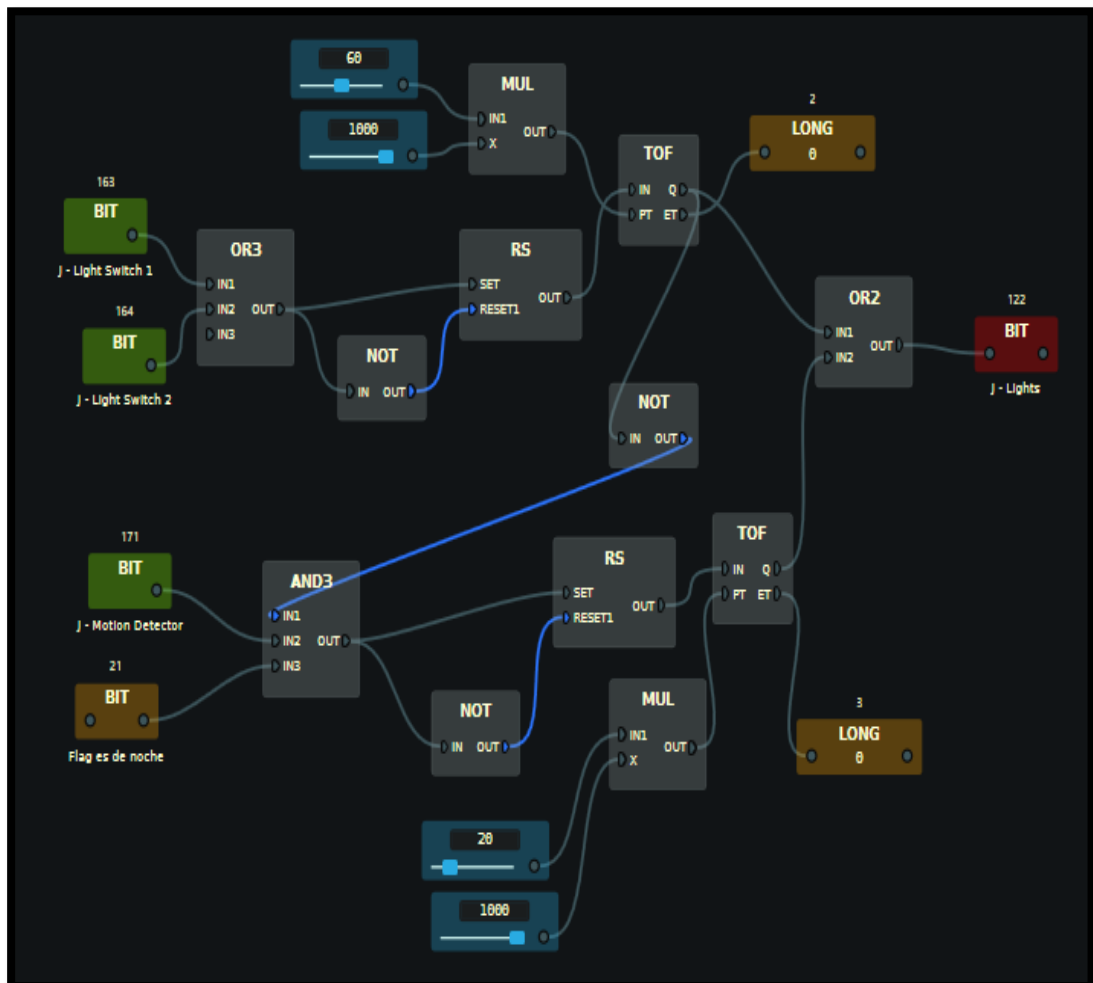 60
1000
MUL
IN1
X
OUT
TOF
IN
Q
PT
ET
2
LONG
0
163
BIT
J - Light Switch 1
164
BIT
J - Light Switch 2
OR3
IN1
IN2
OUT
IN3
RS
SET
OUT
RESET1
NOT
IN
OUT
OR2
IN1
OUT
IN2
122
BIT
J - Lights
NOT
IN
OUT
171
BIT
J - Motion Detector
21
BIT
Flag es de noche
AND3
IN1
IN2
OUT
IN3
RS
SET
OUT
RESET1
TOF
IN
Q
PT
ET
NOT
IN
OUT
MUL
IN1
OUT
X
3
LONG
0
20
1000